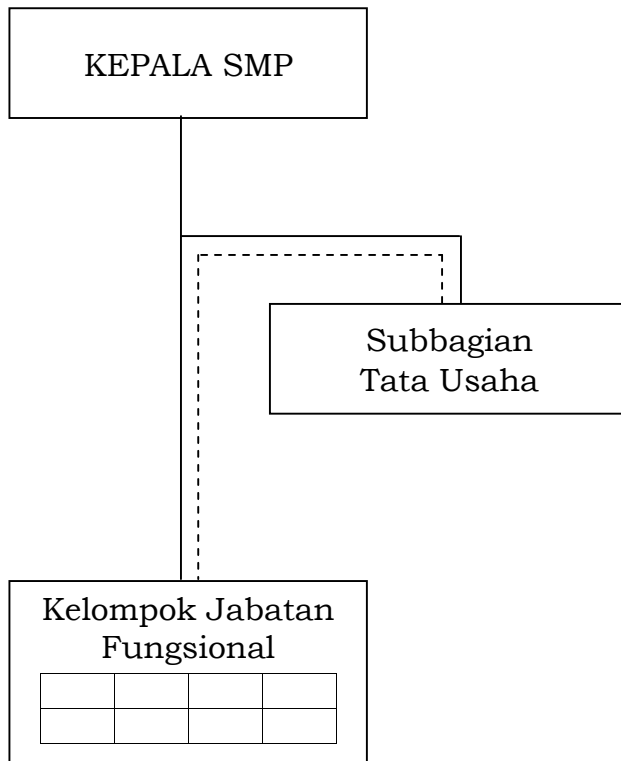 KEPALA SMP
Subbagian
Tata Usaha
Kelompok Jabatan
Fungsional